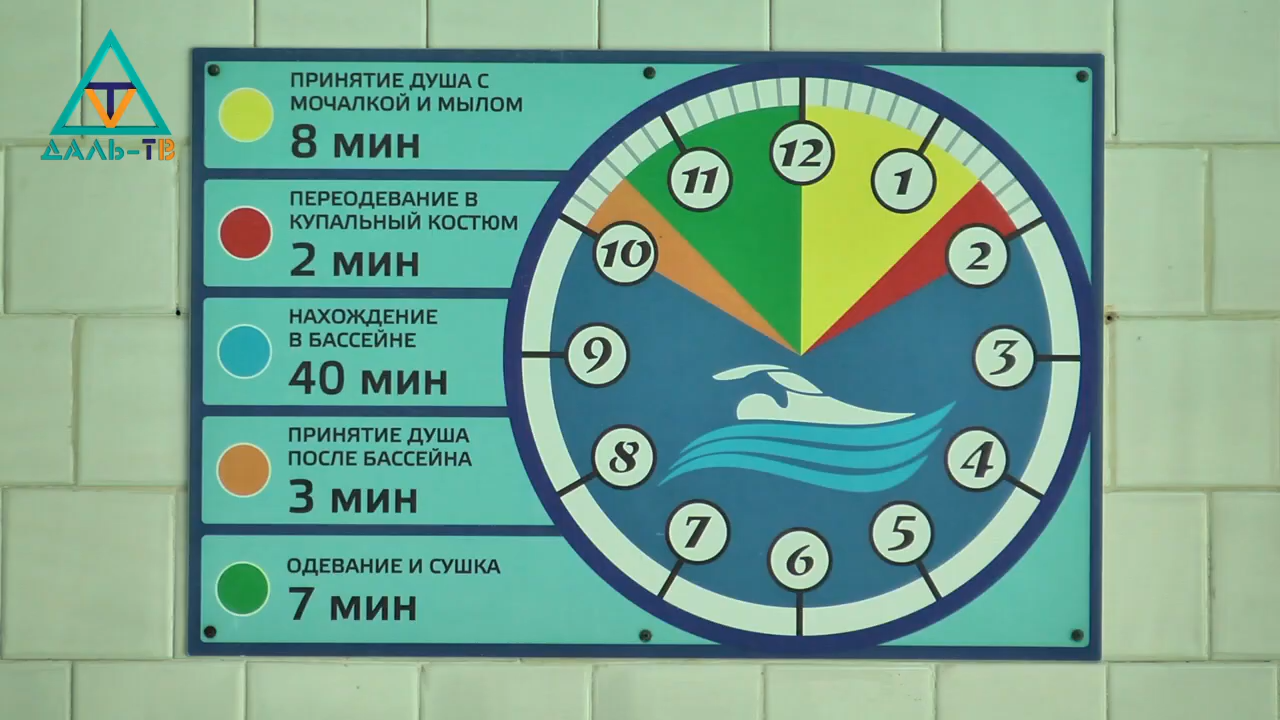 ДАЛЬ-ТВ
ПРИНЯТИЕ ДУША С
МОЧАЛКОЙ И МЫЛОМ
8 МИН
ПЕРЕОДЕВАНИЕ В
КУПАЛЬНЫЙ КОСТЮМ
2 МИН
НАХОЖДЕНИЕ
В БАССЕЙНЕ
40 МИН
ПРИНЯТИЕ ДУША
ПОСЛЕ БАССЕЙНА
3 МИН
ОДЕВАНИЕ И СУШКА
7 МИН
12
1
2
3
4
5
6
7
8
9
10
11